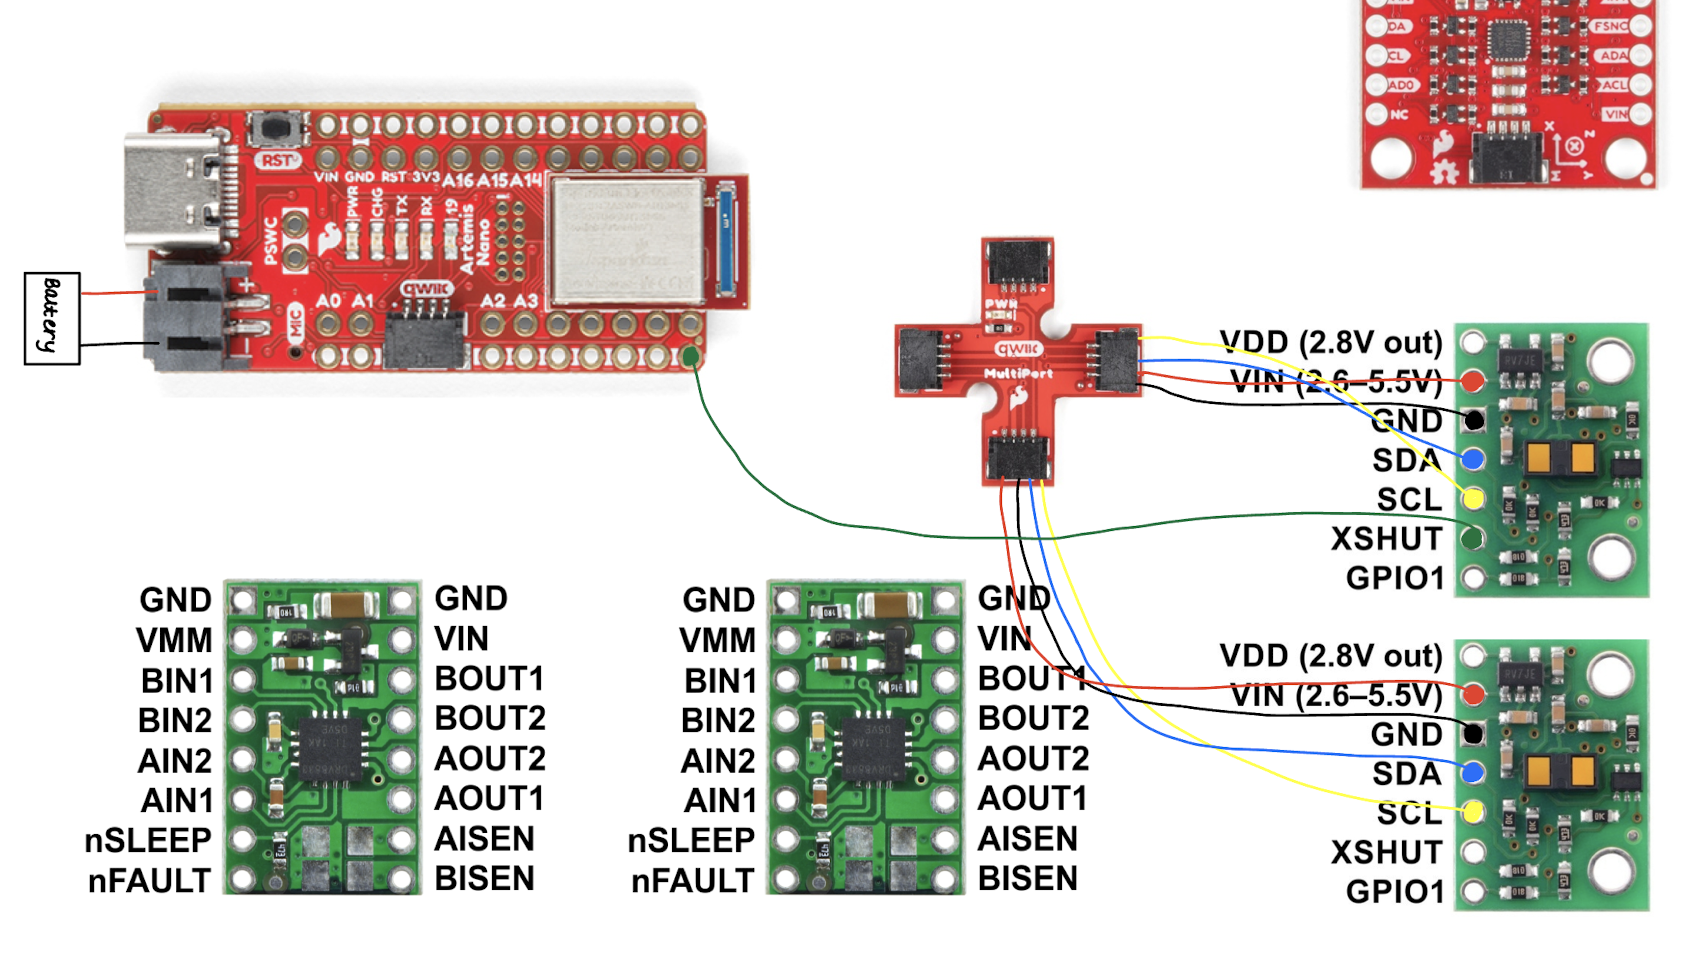 DA
CL
AD0
NC
FSNC
ADA
ACL
VIN
X
Z
Y
RST
VIN GND RST 3V3 A16 A15 A14
PWR
CHG
TX
RX
19
Artemis
Nano
PSWC
Battery
+
-
MIC
A0 A1
qwiic
A2 A3
PWR
qwiic
MultiPort
VDD (2.8V out)
VIN (2.6–5.5V)
GND
SDA
SCL
XSHUT
GPIO1
GND
VMM
BIN1
BIN2
AIN2
AIN1
nSLEEP
nFAULT
GND
VIN
BOUT1
BOUT2
AOUT2
AOUT1
AISEN
BISEN
GND
VMM
BIN1
BIN2
AIN2
AIN1
nSLEEP
nFAULT
GND
VIN
BOUT1
BOUT2
AOUT2
AOUT1
AISEN
BISEN
VDD (2.8V out)
VIN (2.6–5.5V)
GND
SDA
SCL
XSHUT
GPIO1